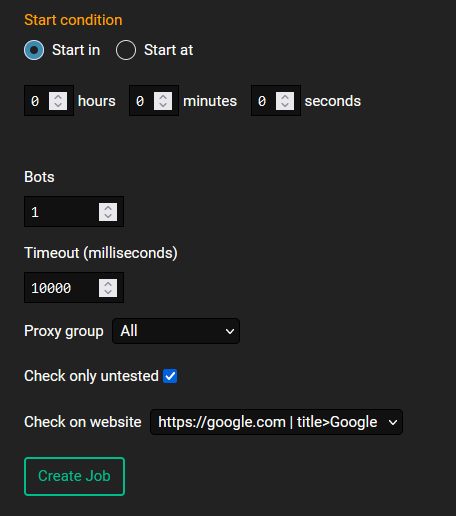 Start condition
Start in Start at
0 hours 0 minutes 0 seconds
Bots
1
Timeout (milliseconds)
10000
Proxy group All
Check only untested
Check on website https://google.com | title>Google
Create Job